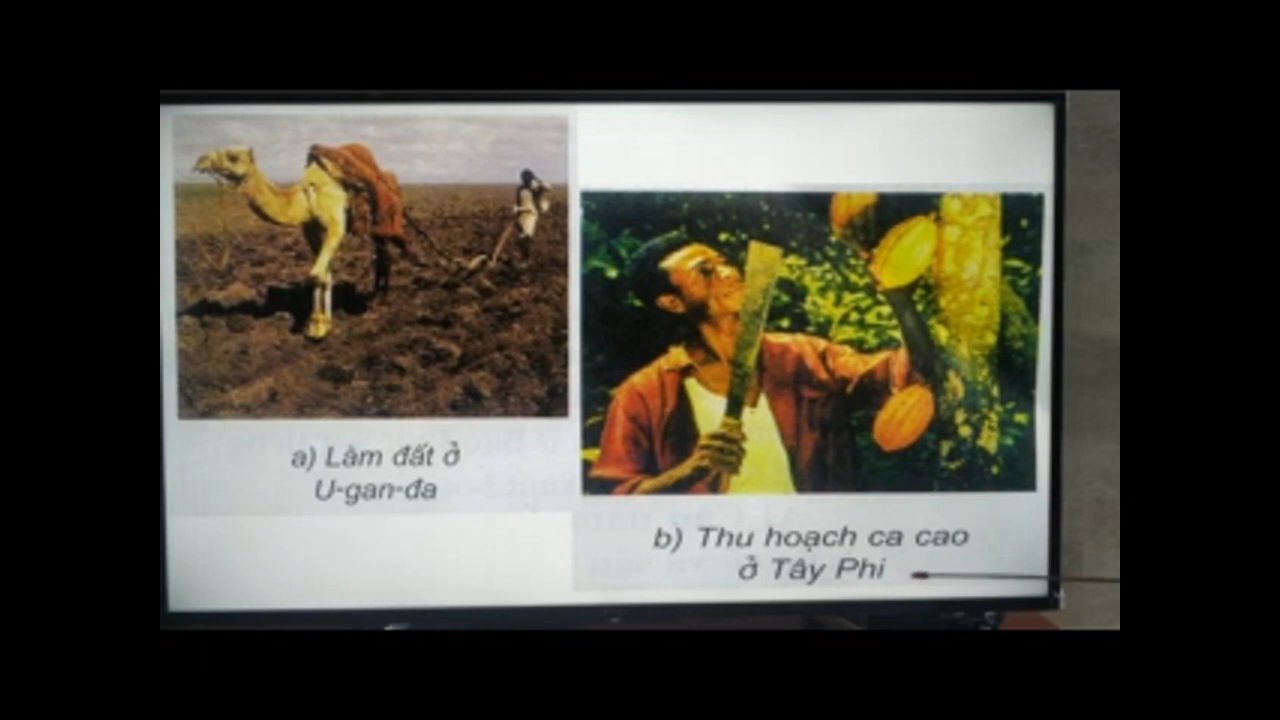 a) Làm đất ở
U-gan-đa
b) Thu hoạch ca cao
ở Tây Phi